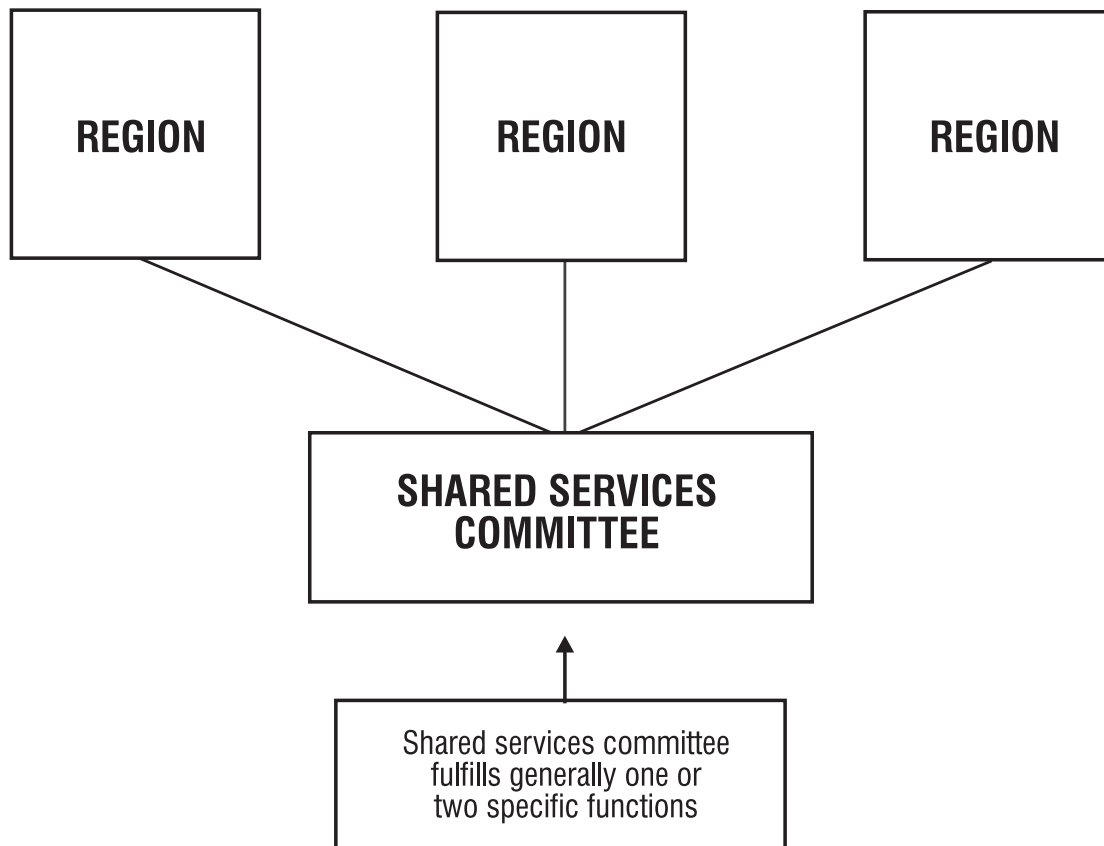 REGION
REGION
REGION
SHARED SERVICES
COMMITTEE
Shared services committee
fulfills generally one or
two specific functions